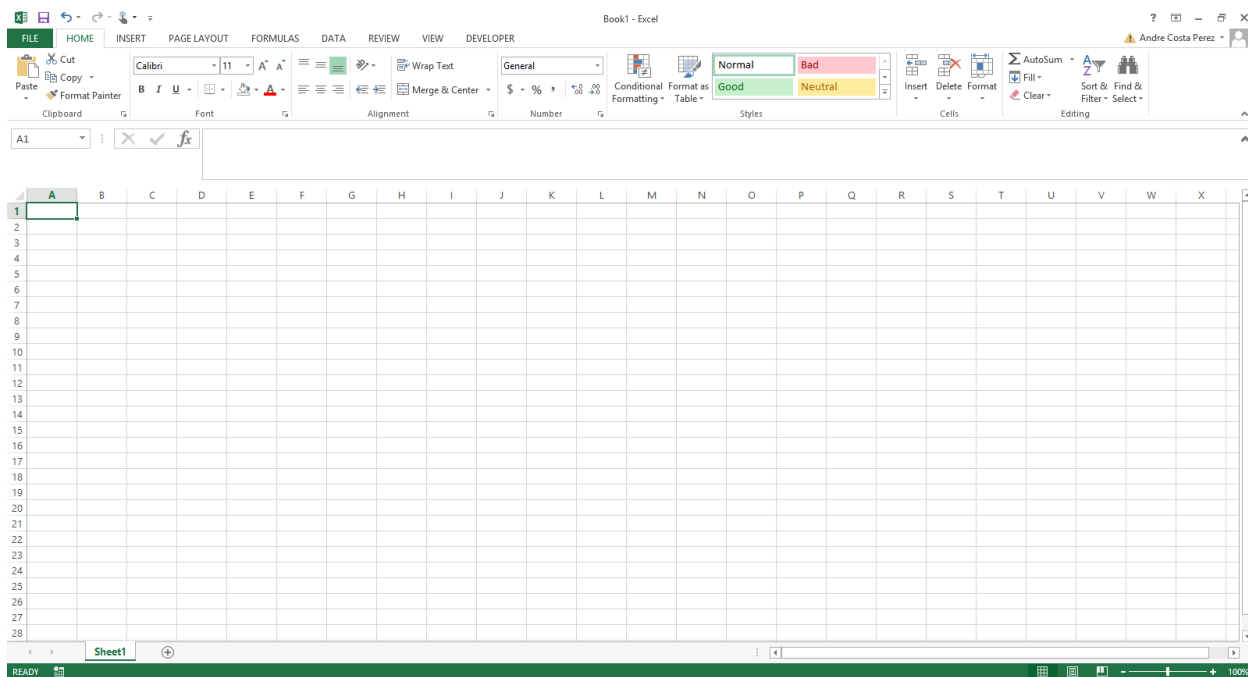 Book1 - Excel
FILE HOME INSERT PAGE LAYOUT FORMULAS DATA REVIEW VIEW DEVELOPER Andre Costa Perez
Cut
Copy
Format Painter
Paste
Clipboard
Calibri 11 A A
B I U A
Font
Wrap Text
Merge & Center
Alignment
General
$ % ,
Number
Conditional Formatting
Format as Table
Normal Bad
Good Neutral
Styles
Insert Delete Format
Cells
AutoSum
Fill
Clear
Sort & Filter
Find & Select
Editing
A1 fx
A B C D E F G H I J K L M N O P Q R S T U V W X
1
2
3
4
5
6
7
8
9
10
11
12
13
14
15
16
17
18
19
20
21
22
23
24
25
26
27
28
Sheet1
READY 100%